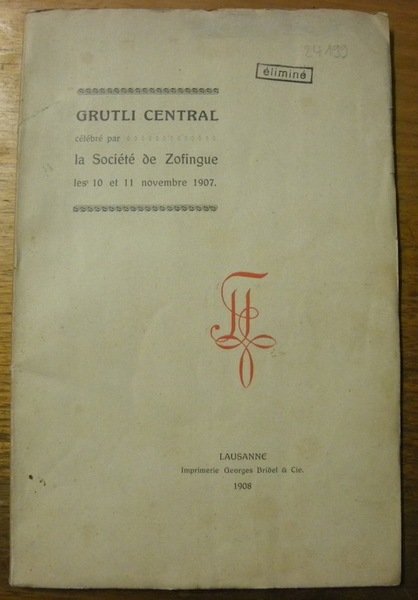 27199
éliminé
GRUTLI CENTRAL
célébré par
la Société de Zofingue
les 10 et 11 novembre 1907.
LAUSANNE
Imprimerie Georges Bridel & Cie.
1908